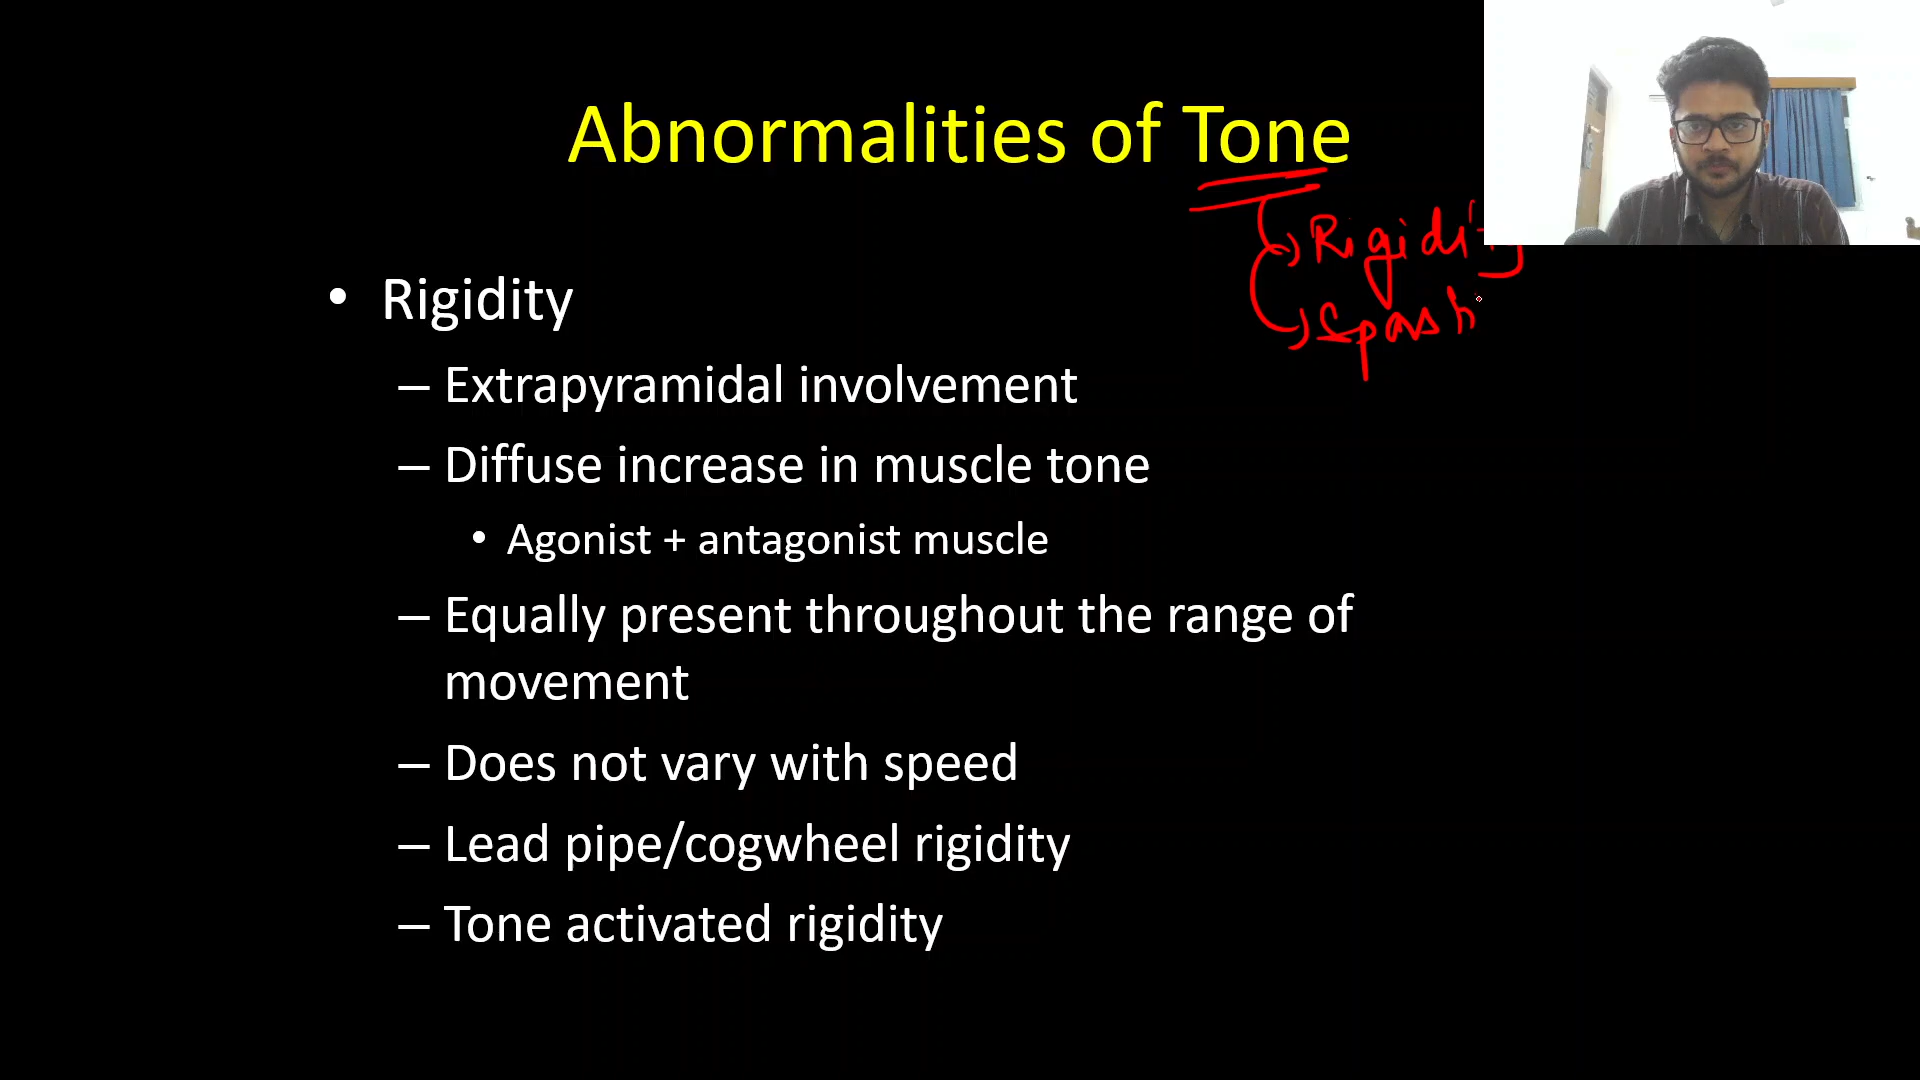 Abnormalities of Tone
Rigidity
• Rigidity
– Extrapyramidal involvement
– Diffuse increase in muscle tone
• Agonist + antagonist muscle
– Equally present throughout the range of
movement
– Does not vary with speed
– Lead pipe/cogwheel rigidity
– Tone activated rigidity